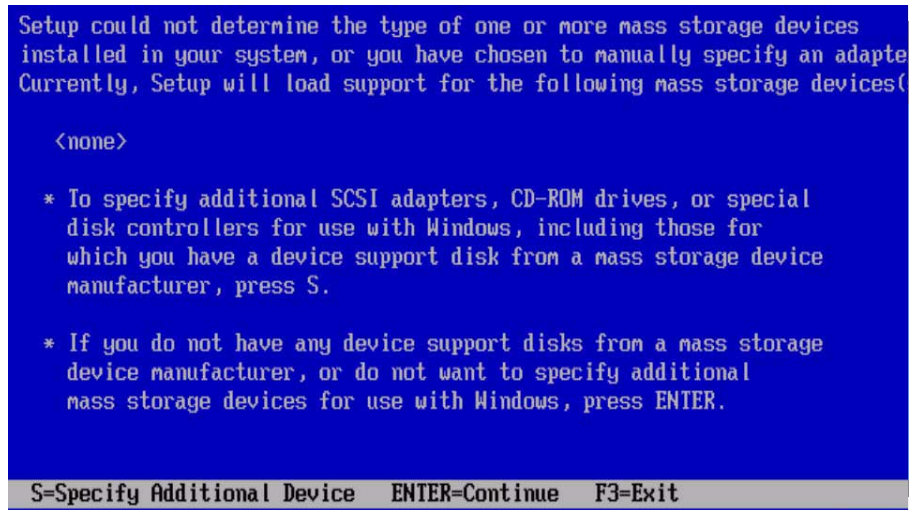 Setup could not determine the type of one or more mass storage devices
installed in your system, or you have chosen to manually specify an adapte
Currently, Setup will load support for the following mass storage devices(
<none>
* To specify additional SCSI adapters, CD-ROM drives, or special
disk controllers for use with Windows, including those for
which you have a device support disk from a mass storage device
manufacturer, press S.
* If you do not have any device support disks from a mass storage
device manufacturer, or do not want to specify additional
mass storage devices for use with Windows, press ENTER.
S=Specify Additional Device ENTER=Continue F3=Exit